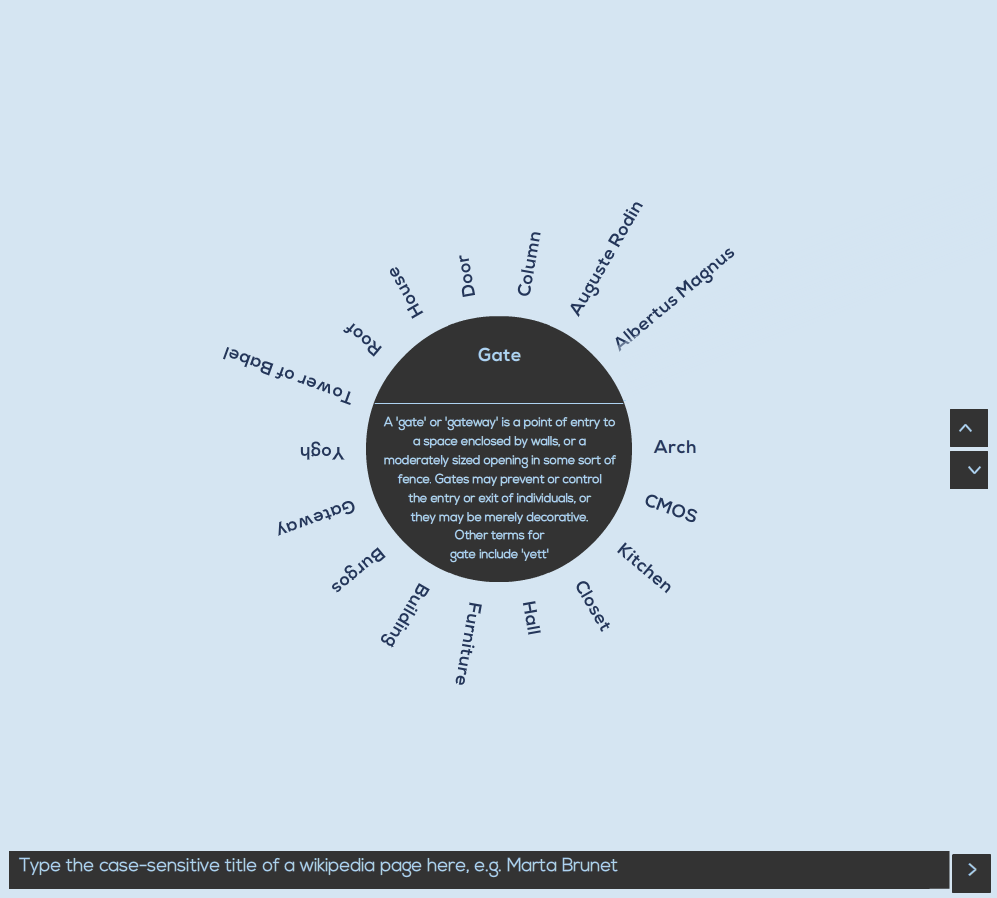 Gate
A 'gate' or 'gateway' is a point of entry to
a space enclosed by walls, or a
moderately sized opening in some sort of
fence. Gates may prevent or control
the entry or exit of individuals, or
they may be merely decorative.
Other terms for
gate include 'yett'
Arch
CMOS
Kitchen
Closet
Hall
Furniture
Building
Burgos
Gateway
Yogh
Tower of Babel
Roof
House
Door
Column
Auguste Rodin
Albertus Magnus
Type the case-sensitive title of a wikipedia page here, e.g. Marta Brunet